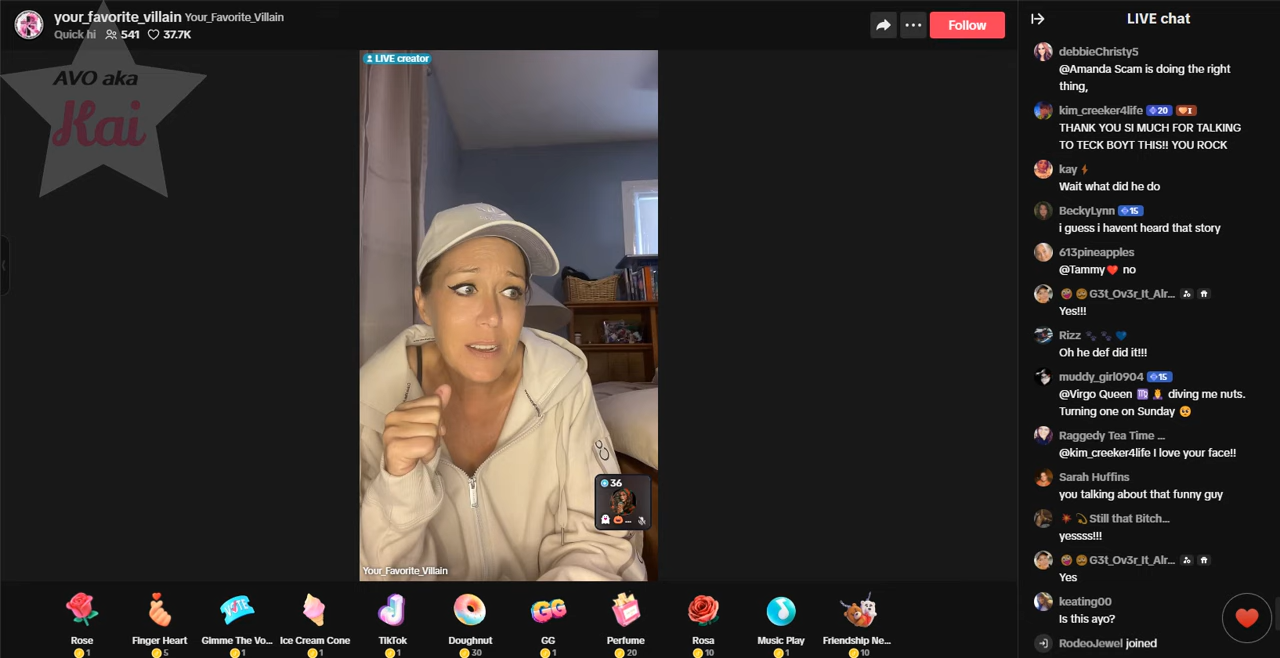 your_favorite_villain Your_Favorite_Villain
Quick hi 541 37.7K
Follow
AVO aka
Kai
LIVE creator
36
Your_Favorite_Villain
Rose
1
Finger Heart
5
Gimme The Vo...
1
Ice Cream Cone
1
TikTok
1
Doughnut
30
GG
1
Perfume
20
Rosa
10
Music Play
1
Friendship Ne...
10
LIVE chat
debbieChristy5
@Amanda Scam is doing the right
thing,
kim_creeker4life 20 I
THANK YOU SI MUCH FOR TALKING
TO TECK BOYT THIS!! YOU ROCK
kay
Wait what did he do
BeckyLynn 15
i guess i havent heard that story
613pineapples
@Tammy❤️ no
G3t_Ov3r_It_Alr...
Yes!!!
Rizz
Oh he def did it!!!
muddy_girl0904 15
@Virgo Queen ♍ diving me nuts.
Turning one on Sunday 🥺
Raggedy Tea Time ...
@kim_creeker4life I love your face!!
Sarah Huffins
you talking about that funny guy
Still that Bitch...
yessss!!!
G3t_Ov3r_It_Alr...
Yes
keating00
Is this ayo?
RodeoJewel joined